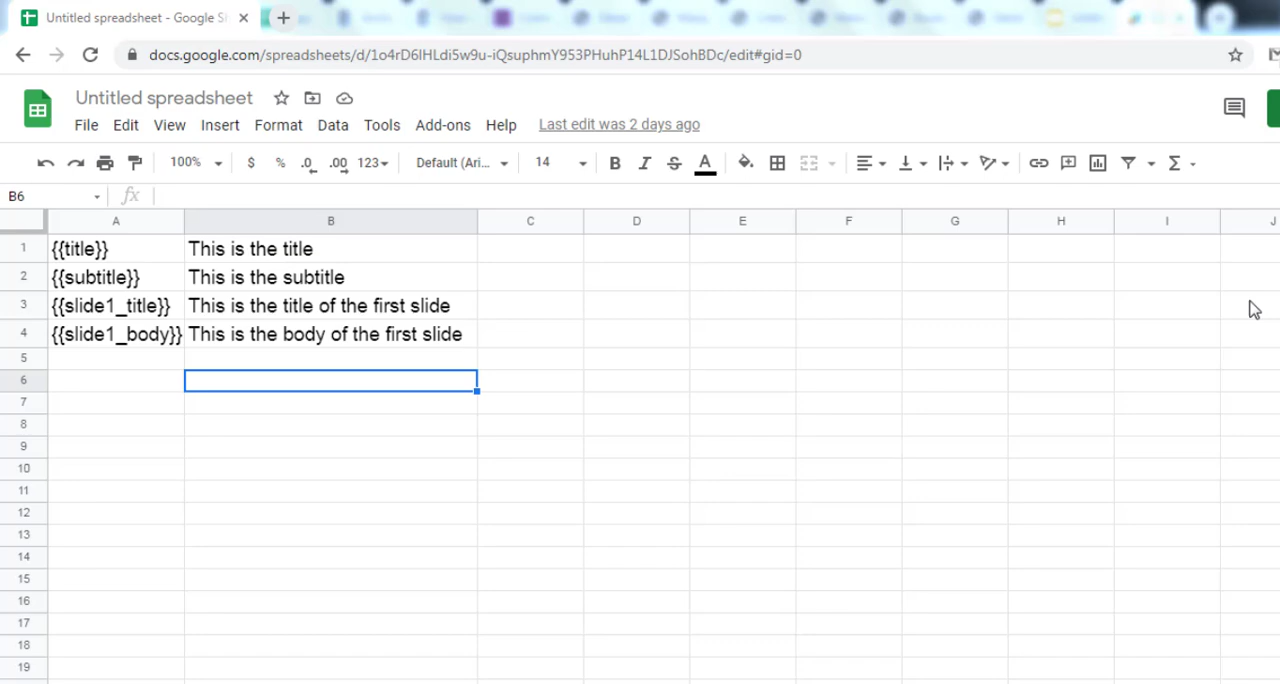 Untitled spreadsheet - Google S
docs.google.com/spreadsheets/d/1o4rD6lHLdi5w9u-iQsuphmY953PHuhP14L1DJSohBDc/edit#gid=0
Untitled spreadsheet
File Edit View Insert Format Data Tools Add-ons Help Last edit was 2 days ago
100% $ % .0 .00 123 Default (Ari... 14 B I S A Σ
B6 fx
A B C D E F G H I J
1 {{title}} This is the title
2 {{subtitle}} This is the subtitle
3 {{slide1_title}} This is the title of the first slide
4 {{slide1_body}} This is the body of the first slide
5
6
7
8
9
10
11
12
13
14
15
16
17
18
19